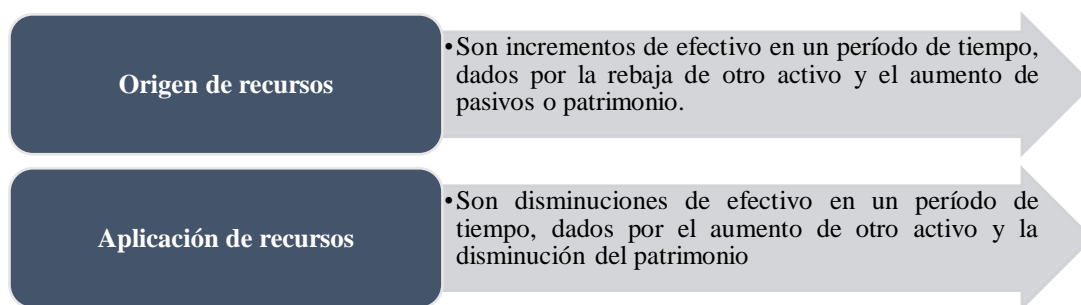 Origen de recursos
•Son incrementos de efectivo en un período de tiempo,
dados por la rebaja de otro activo y el aumento de
pasivos o patrimonio.
Aplicación de recursos
•Son disminuciones de efectivo en un período de
tiempo, dados por el aumento de otro activo y la
disminución del patrimonio